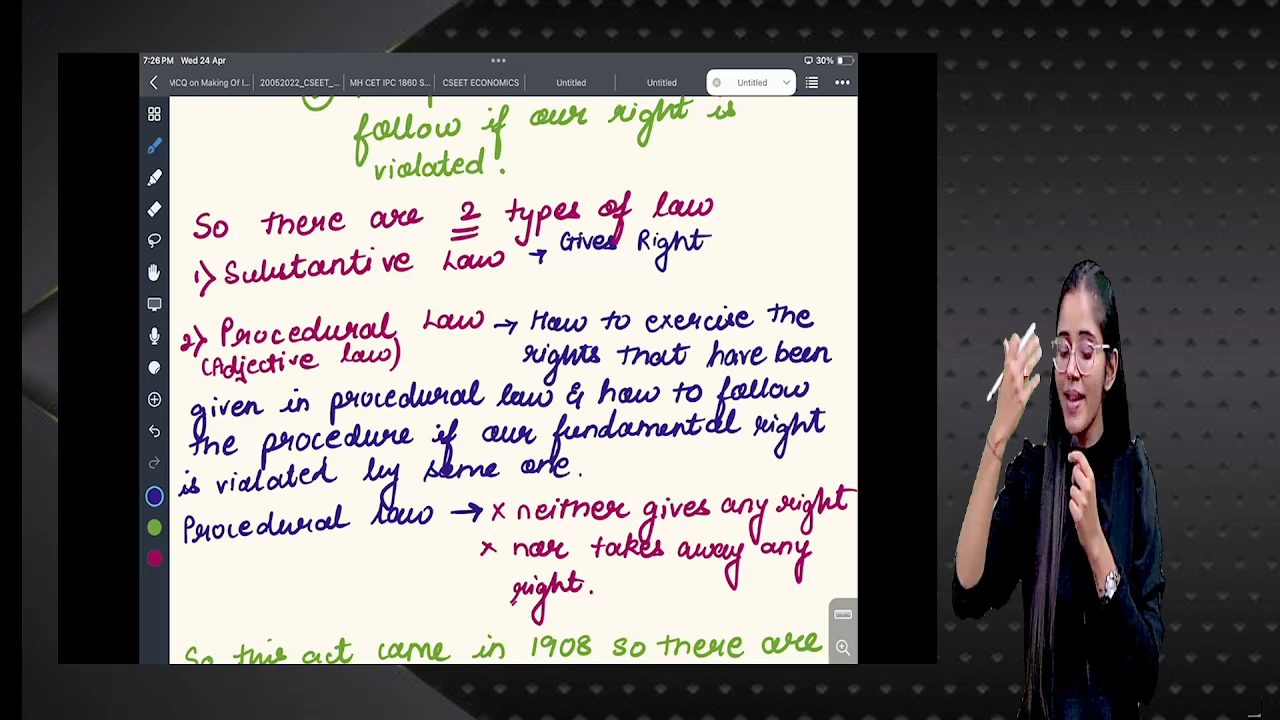 7:26 PM Wed 24 Apr
30%
MCQ on Making Of I... 20052022_CSEET_... MH CET IPC 1860 S... CSEET ECONOMICS Untitled Untitled Untitled
follow if our right is
violated.
So there are 2 types of law
1) Substantive Law → Gives Right
2) Procedural Law → How to exercise the
(Adjective law) rights that have been
given in procedural law & how to follow
the procedure if our fundamental right
is violated by some one.
Procedural Law → x neither gives any right
x nor takes away any
right.
So this act came in 1908 so there are